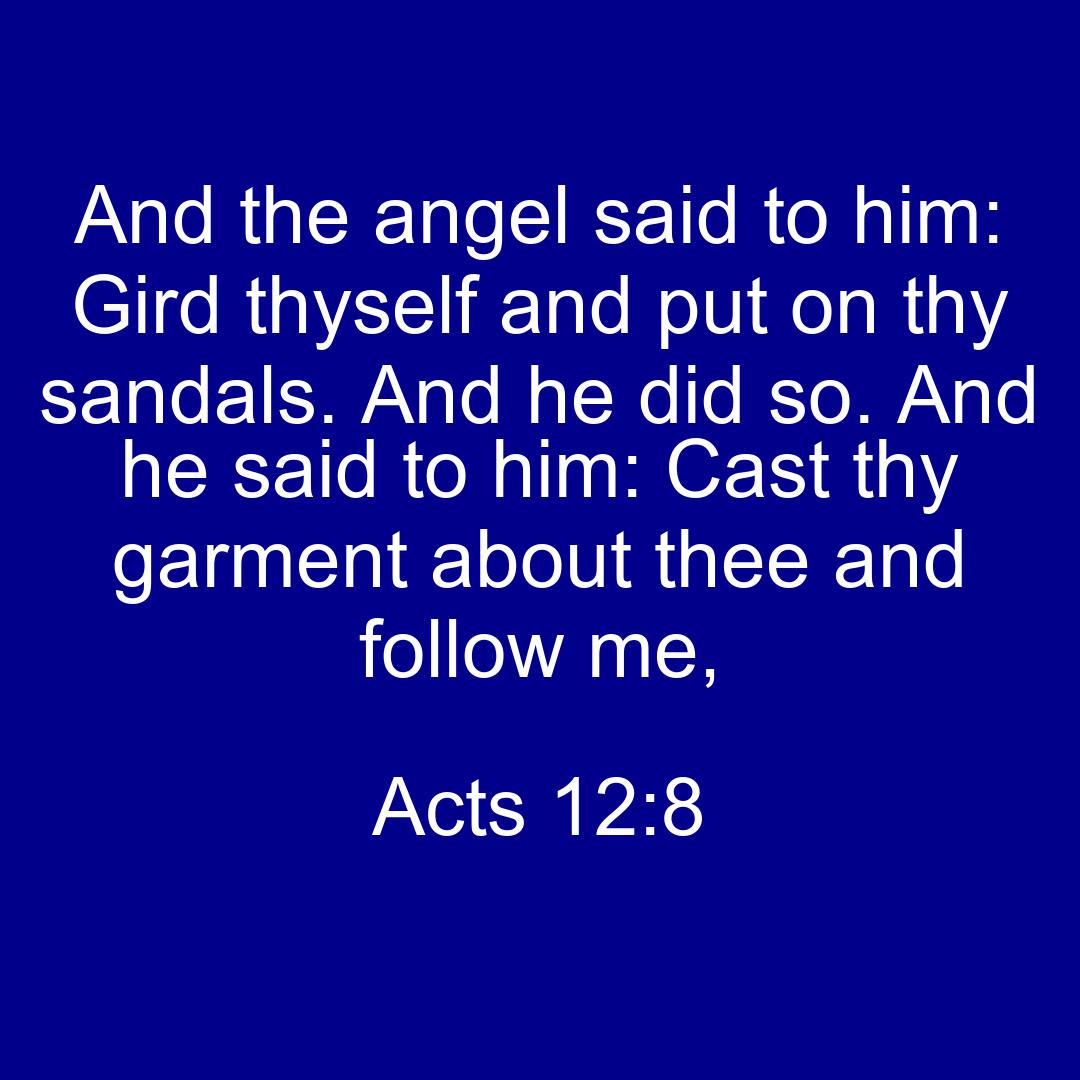 And the angel said to him:
Gird thyself and put on thy
sandals. And he did so. And
he said to him: Cast thy
garment about thee and
follow me,
Acts 12:8